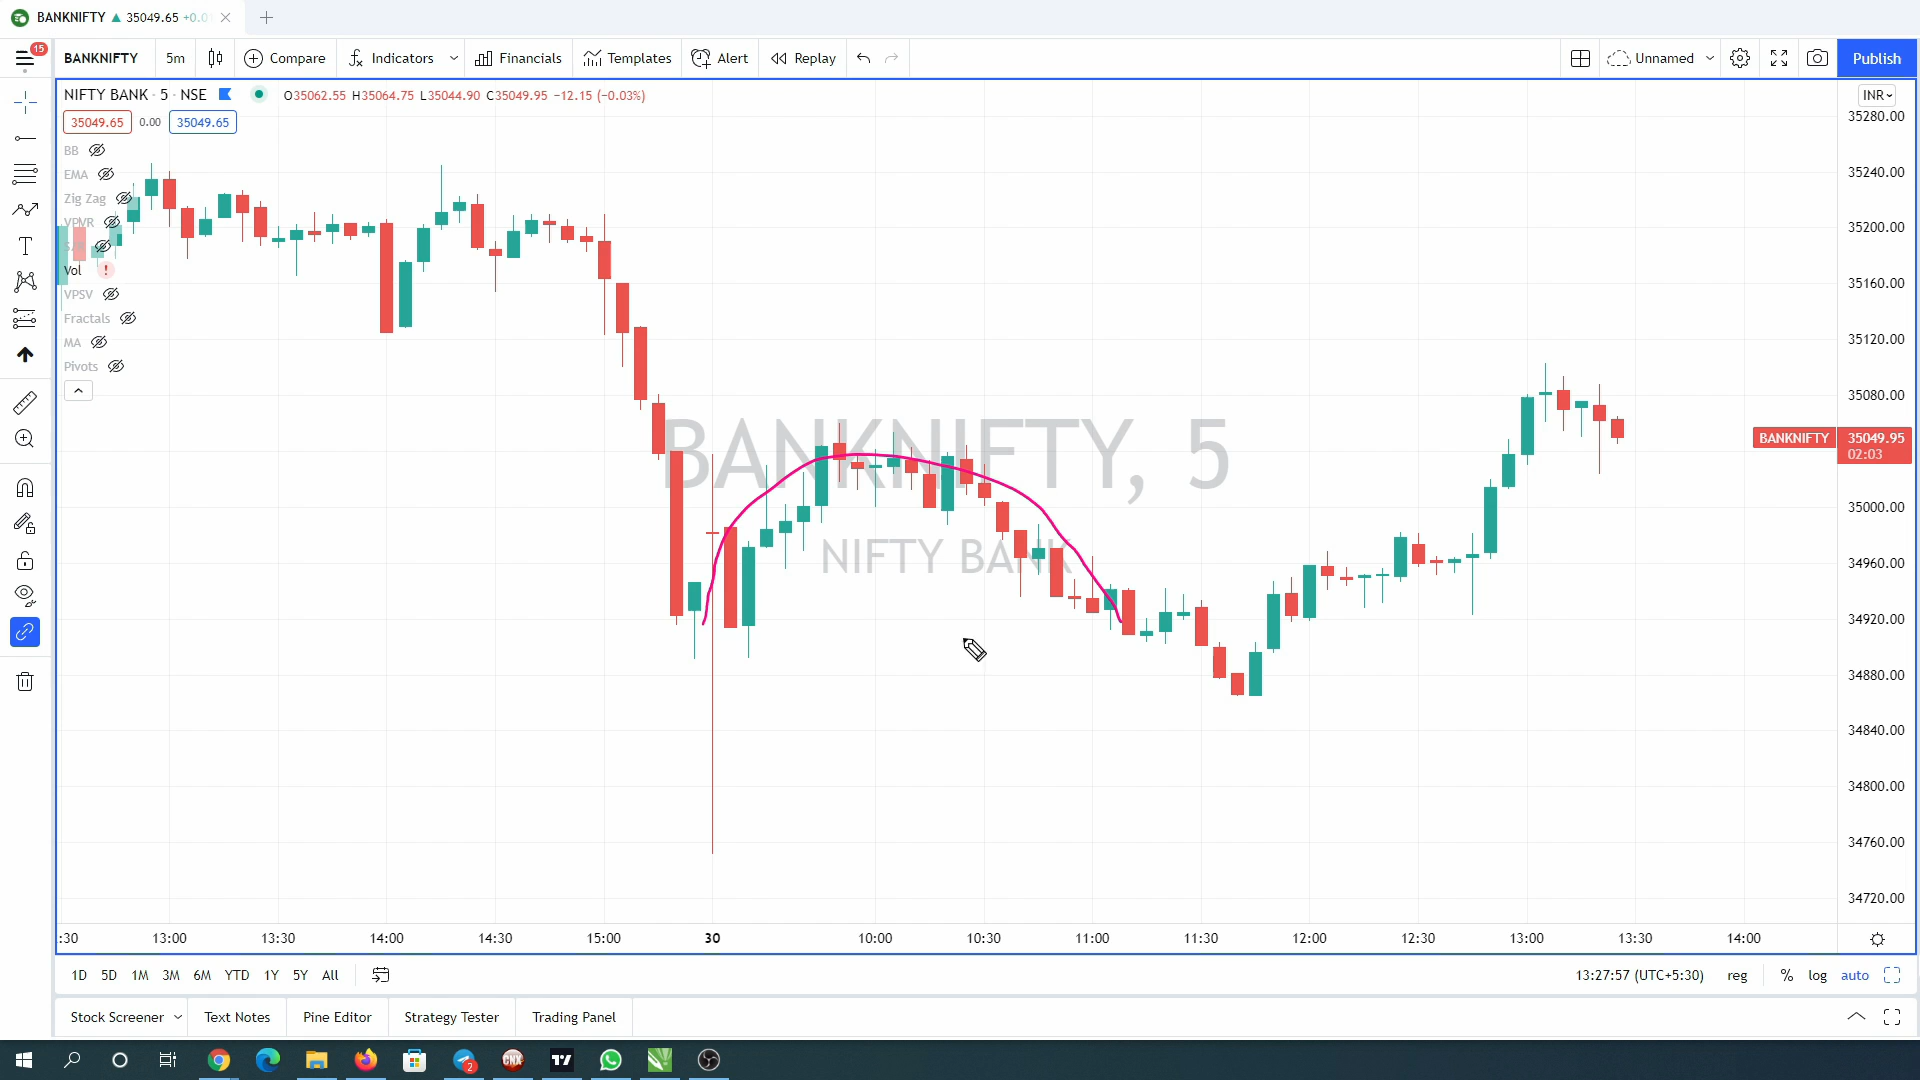 BANKNIFTY ▲ 35049.65 +0.0
15
BANKNIFTY 5m Compare Indicators Financials Templates Alert Replay Unnamed Publish
NIFTY BANK · 5 · NSE O35062.55 H35064.75 L35044.90 C35049.95 −12.15 (−0.03%)
INR
35049.65 0.00 35049.65
BB
EMA
Zig Zag
VPVR
Vol !
VPSV
Fractals
MA
Pivots
BANKNIFTY, 5
NIFTY BANK
35280.00
35240.00
35200.00
35160.00
35120.00
35080.00
BANKNIFTY 35049.95
02:03
35000.00
34960.00
34920.00
34880.00
34840.00
34800.00
34760.00
34720.00
:30 13:00 13:30 14:00 14:30 15:00 30 10:00 10:30 11:00 11:30 12:00 12:30 13:00 13:30 14:00
1D 5D 1M 3M 6M YTD 1Y 5Y All 13:27:57 (UTC+5:30) reg % log auto
Stock Screener Text Notes Pine Editor Strategy Tester Trading Panel
2 CNX